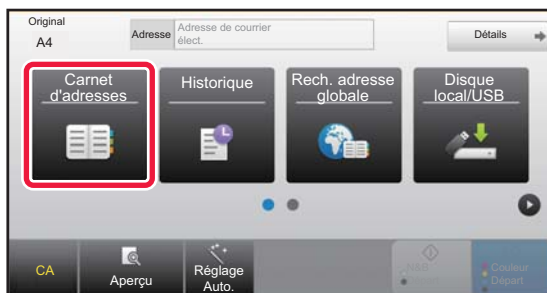 Original
A4
Adresse
Adresse de courrier
élect.
Détails
Carnet
d'adresses
Historique
Rech. adresse
globale
Disque
local/USB
CA
Aperçu
Réglage
Auto.
N&B
Départ
Couleur
Départ